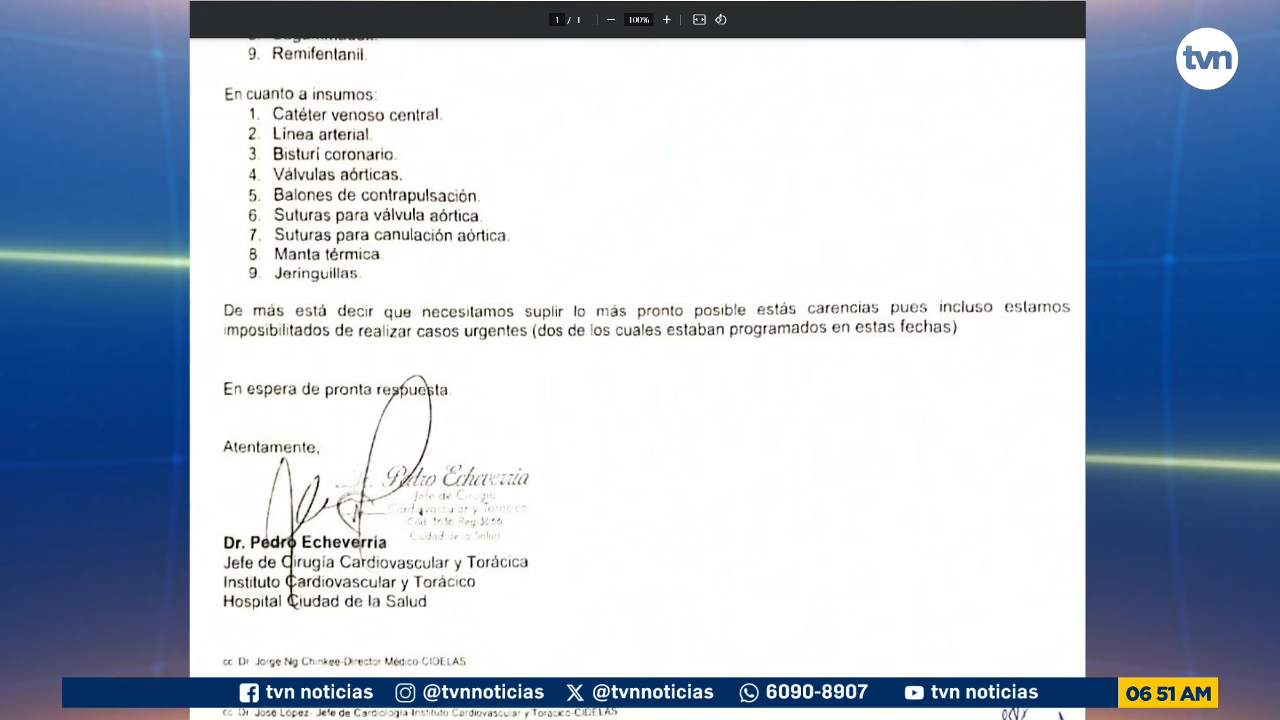 1 / 1 − 100% +
tvn
9. Remifentanil.
En cuanto a insumos:
1. Catéter venoso central.
2. Linea arterial.
3. Bisturí coronario.
4. Válvulas aórticas.
5. Balones de contrapulsación.
6. Suturas para válvula aórtica.
7. Suturas para canulación aórtica.
8. Manta térmica.
9. Jeringuillas.
De más está decir que necesitamos suplir lo más pronto posible estás carencias pues incluso estamos
imposibilitados de realizar casos urgentes (dos de los cuales estaban programados en estas fechas)
En espera de pronta respuesta.
Atentamente,
Dr. Pedro Echeverria
Jefe de Cirugía
Cardiovascular y Torácica
Ciudad de la Salud
Dr. Pedro Echeverria
Jefe de Cirugía Cardiovascular y Torácica
Instituto Cardiovascular y Torácico
Hospital Ciudad de la Salud
cc. Dr. Jorge Ng Chinkee-Director Médico-CIDELAS
tvn noticias @tvnnoticias @tvnnoticias 6090-8907 tvn noticias 06 51 AM
cc. Dr. José López- Jefe de Cardiología-Instituto Cardiovascular y Torácico-CIDELAS